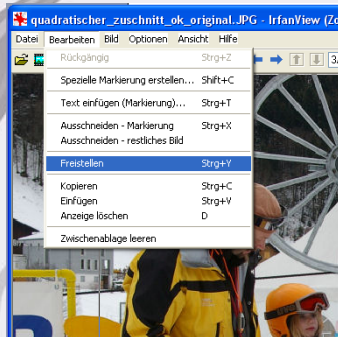 quadratischer_zuschnitt_ok_original.JPG - IrfanView (Zo
Datei Bearbeiten Bild Optionen Ansicht Hilfe
Rückgängig Strg+Z
Spezielle Markierung erstellen... Shift+C
Text einfügen (Markierung)... Strg+T
Ausschneiden - Markierung Strg+X
Ausschneiden - restliches Bild
Freistellen Strg+Y
Kopieren Strg+C
Einfügen Strg+V
Anzeige löschen D
Zwischenablage leeren